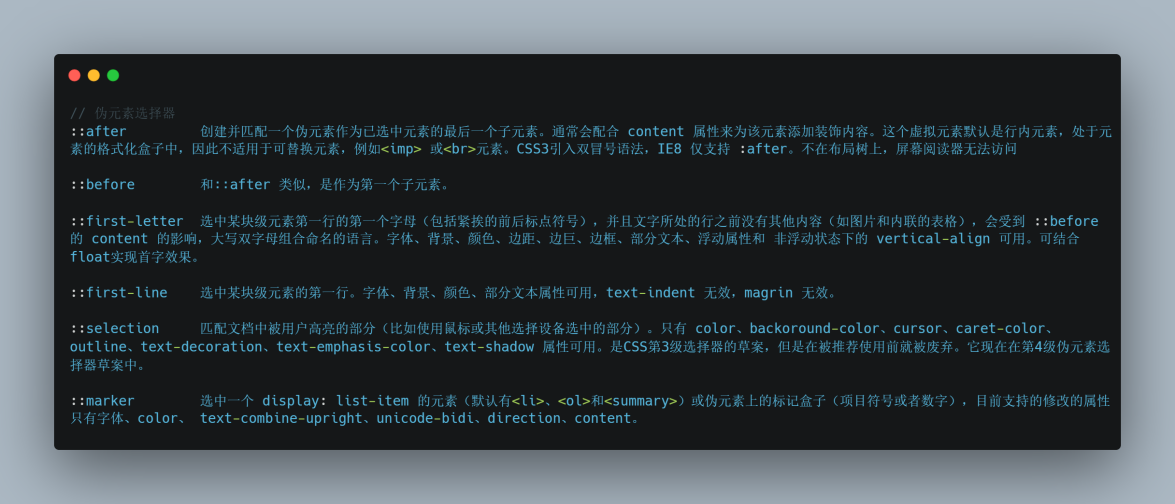 // 伪元素选择器
::after 创建并匹配一个伪元素作为已选中元素的最后一个子元素。通常会配合 content 属性来为该元素添加装饰内容。这个虚拟元素默认是行内元素，处于元
素的格式化盒子中，因此不适用于可替换元素，例如<imp> 或<br>元素。CSS3引入双冒号语法，IE8 仅支持 :after。不在布局树上，屏幕阅读器无法访问
::before 和::after 类似，是作为第一个子元素。
::first-letter 选中某块级元素第一行的第一个字母（包括紧挨的前后标点符号），并且文字所处的行之前没有其他内容（如图片和内联的表格），会受到 ::before
的 content 的影响，大写双字母组合命名的语言。字体、背景、颜色、边距、边巨、边框、部分文本、浮动属性和 非浮动状态下的 vertical-align 可用。可结合
float实现首字效果。
::first-line 选中某块级元素的第一行。字体、背景、颜色、部分文本属性可用，text-indent 无效，magrin 无效。
::selection 匹配文档中被用户高亮的部分（比如使用鼠标或其他选择设备选中的部分）。只有 color、backoround-color、cursor、caret-color、
outline、text-decoration、text-emphasis-color、text-shadow 属性可用。是CSS第3级选择器的草案，但是在被推荐使用前就被废弃。它现在在第4级伪元素选
择器草案中。
::marker 选中一个 display: list-item 的元素（默认有<li>、<ol>和<summary>）或伪元素上的标记盒子（项目符号或者数字），目前支持的修改的属性
只有字体、color、 text-combine-upright、unicode-bidi、direction、content。